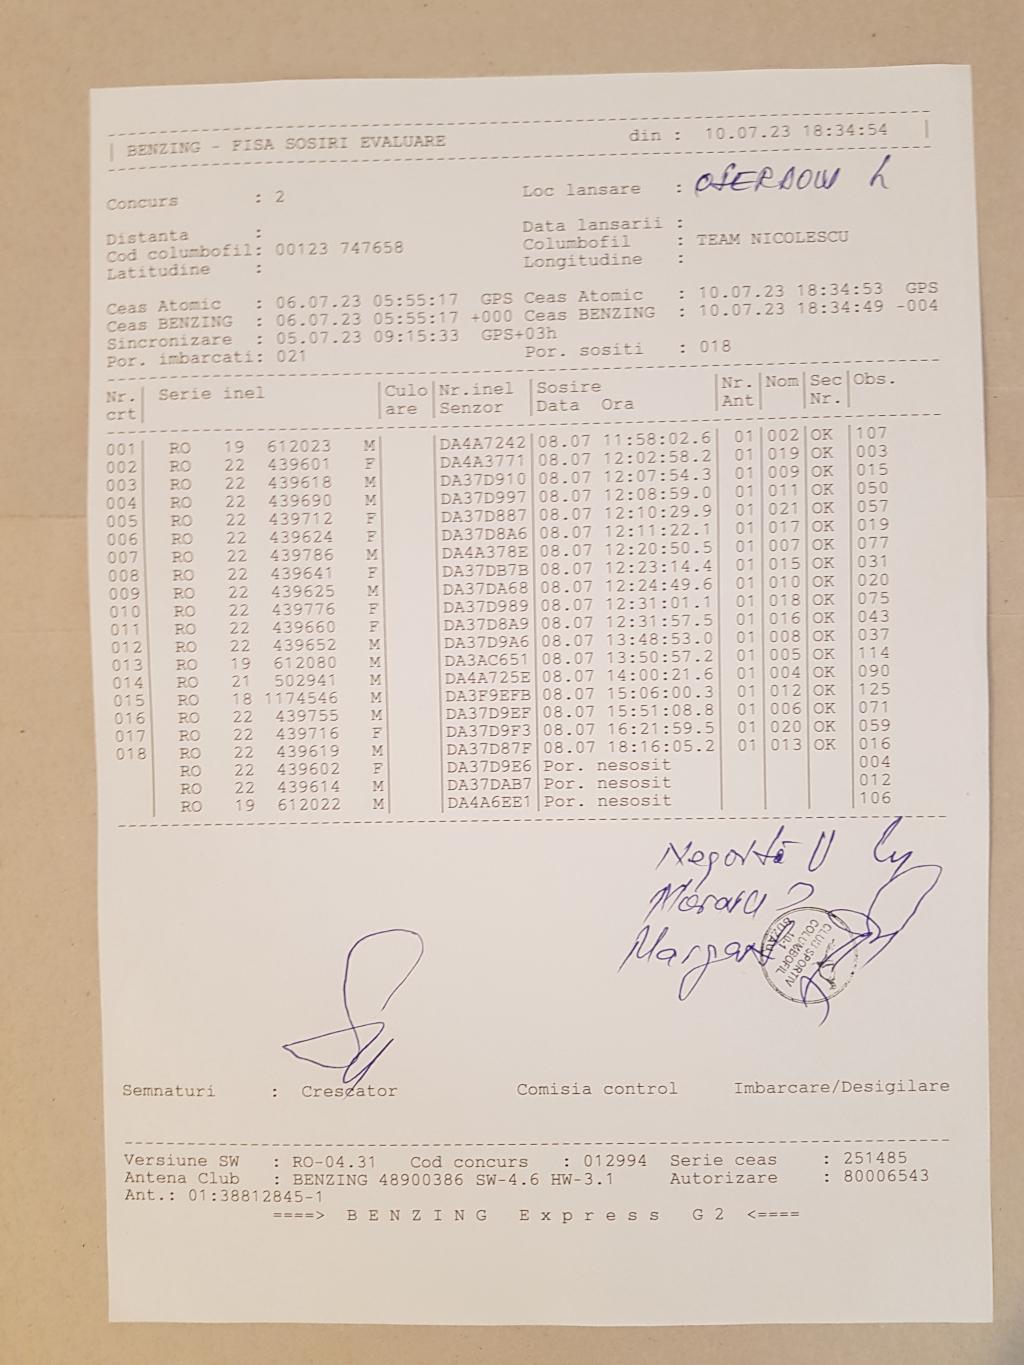 BENZING - FISA SOSIRI EVALUARE din : 10.07.23 18:34:54
Concurs : 2 Loc lansare :
Distanta : Data lansarii :
Cod columbofil: 00123 747658 Columbofil : TEAM NICOLESCU
Latitudine : Longitudine :
Ceas Atomic : 06.07.23 05:55:17 GPS Ceas Atomic : 10.07.23 18:34:53 GPS
Ceas BENZING : 06.07.23 05:55:17 +000 Ceas BENZING : 10.07.23 18:34:49 -004
Sincronizare : 05.07.23 09:15:33 GPS+03h
Por. imbarcati: 021 Por. sositi : 018
Nr. | Serie inel | Culo | Nr.inel | Sosire | Nr. | Nom | Sec | Obs.
crt | are | Senzor | Data Ora | Ant | Nr.
001 RO 19 612023 M DA4A7242 08.07 11:58:02.6 01 002 OK 107
002 RO 22 439601 F DA4A3771 08.07 12:02:58.2 01 019 OK 003
003 RO 22 439618 M DA37D910 08.07 12:07:54.3 01 009 OK 015
004 RO 22 439690 M DA37D997 08.07 12:08:59.0 01 011 OK 050
005 RO 22 439712 F DA37D887 08.07 12:10:29.9 01 021 OK 057
006 RO 22 439624 F DA37D8A6 08.07 12:11:22.1 01 017 OK 019
007 RO 22 439786 M DA4A378E 08.07 12:20:50.5 01 007 OK 077
008 RO 22 439641 F DA37DB7B 08.07 12:23:14.4 01 015 OK 031
009 RO 22 439625 M DA37DA68 08.07 12:24:49.6 01 010 OK 020
010 RO 22 439776 F DA37D989 08.07 12:31:01.1 01 018 OK 075
011 RO 22 439660 F DA37D8A9 08.07 12:31:57.5 01 016 OK 043
012 RO 22 439652 M DA37D9A6 08.07 13:48:53.0 01 008 OK 037
013 RO 19 612080 M DA3AC651 08.07 13:50:57.2 01 005 OK 114
014 RO 21 502941 M DA4A725E 08.07 14:00:21.6 01 004 OK 090
015 RO 18 1174546 M DA3F9EFB 08.07 15:06:00.3 01 012 OK 125
016 RO 22 439755 M DA37D9EF 08.07 15:51:08.8 01 006 OK 071
017 RO 22 439716 F DA37D9F3 08.07 16:21:59.5 01 020 OK 059
018 RO 22 439619 M DA37D87F 08.07 18:16:05.2 01 013 OK 016
RO 22 439602 F DA37D9E6 Por. nesosit 004
RO 22 439614 M DA37DAB7 Por. nesosit 012
RO 19 612022 M DA4A6EE1 Por. nesosit 106
CLUB SPORTIV
COLUMBOFIL
BUZAU
Semnaturi : Crescator Comisia control Imbarcare/Desigilare
Versiune SW : RO-04.31 Cod concurs : 012994 Serie ceas : 251485
Antena Club : BENZING 48900386 SW-4.6 HW-3.1 Autorizare : 80006543
Ant.: 01:38812845-1
====> B E N Z I N G E x p r e s s G 2 <====